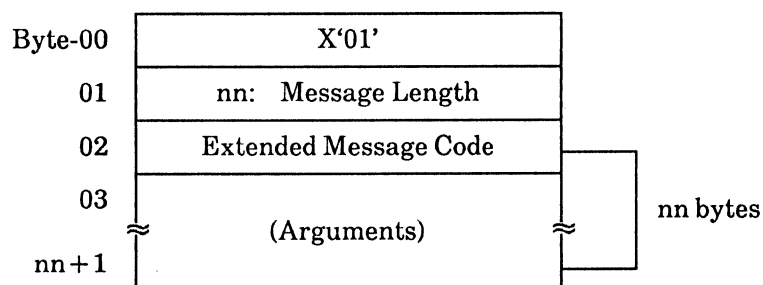 Byte-00 X‘01’
01 nn: Message Length
02 Extended Message Code
03
(Arguments)
nn bytes
nn+1